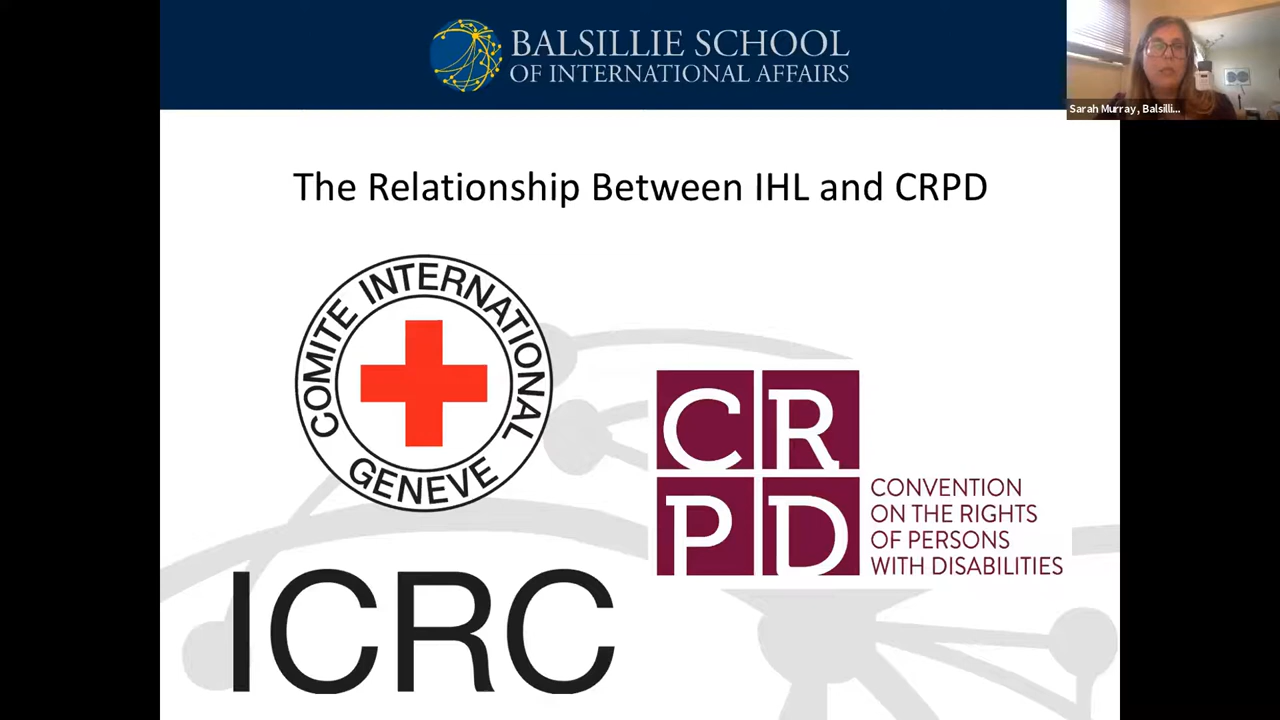 BALSILLIE SCHOOL
OF INTERNATIONAL AFFAIRS
Sarah Murray, Balsilli...
The Relationship Between IHL and CRPD
COMITE INTERNATIONAL
GENEVE
ICRC
CR
PD
CONVENTION
ON THE RIGHTS
OF PERSONS
WITH DISABILITIES